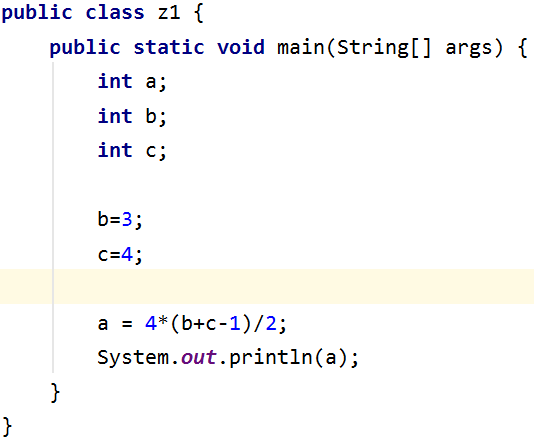 public class z1 {
    public static void main(String[] args) {
        int a;
        int b;
        int c;

        b=3;
        c=4;

        a = 4*(b+c-1)/2;
        System.out.println(a);
    }
}